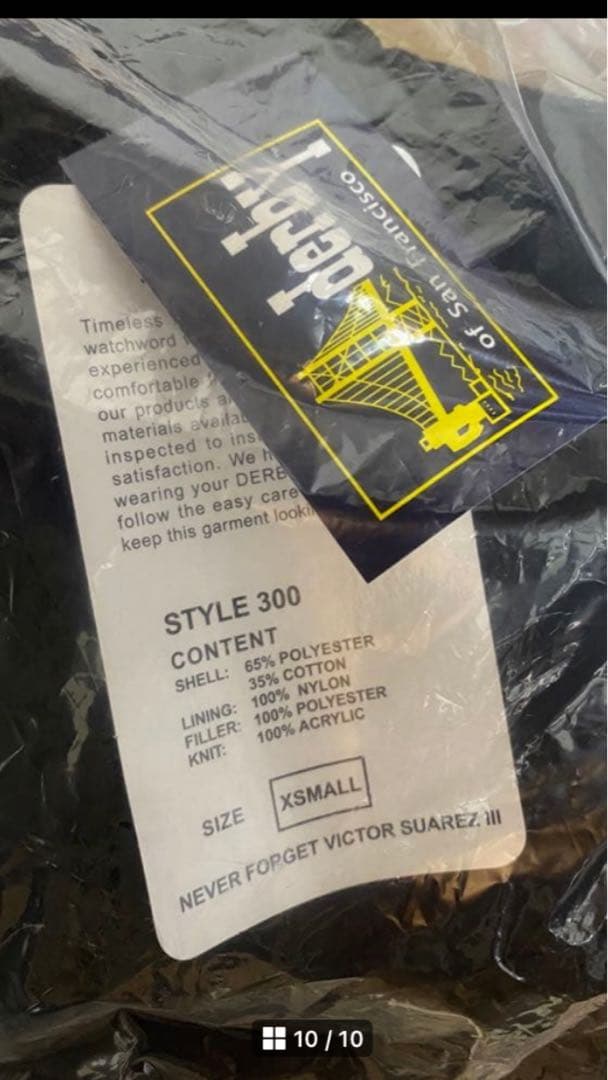 derby
of San Francisco
Timeless
watchword
experienced
comfortable
our products
materials
inspected to
satisfaction. We
wearing your
follow the easy care
keep this garment
STYLE 300
CONTENT
SHELL: 65% POLYESTER
35% COTTON
LINING: 100% NYLON
FILLER: 100% POLYESTER
KNIT: 100% ACRYLIC
SIZE XSMALL
NEVER FORGET VICTOR SUAREZ III
10 / 10